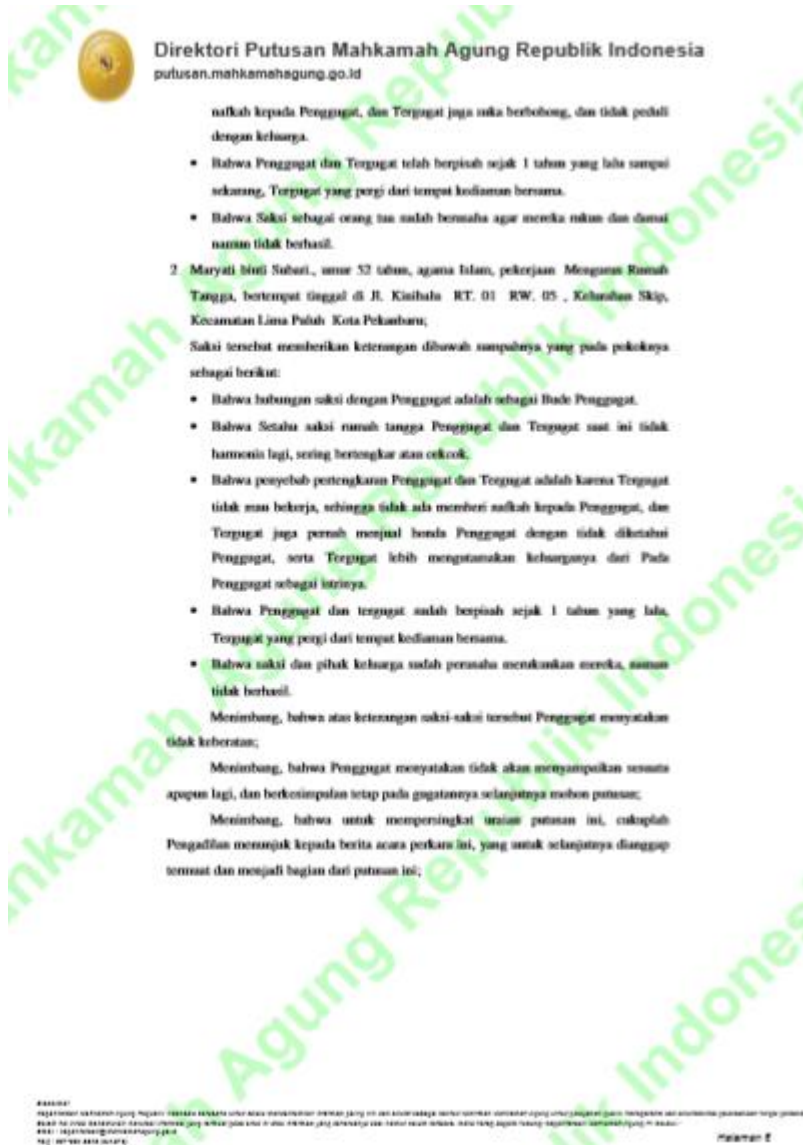 Direktori Putusan Mahkamah Agung Republik Indonesia
putusan.mahkamahagung.go.id
nafkah kepada Penggugat, dan Tergugat juga suka berbohong, dan tidak peduli
dengan keluarga.
• Bahwa Penggugat dan Tergugat telah berpisah sejak 1 tahun yang lalu sampai
sekarang, Tergugat yang pergi dari tempat kediaman bersama.
• Bahwa Saksi sebagai orang tua sudah berusaha agar mereka rukun dan damai
namun tidak berhasil.
2 Maryati binti Suhari., umur 52 tahun, agama Islam, pekerjaan Mengurus Rumah
Tangga, bertempat tinggal di Jl. Kinibalu RT. 01 RW. 05 , Kelurahan Skip,
Kecamatan Lima Puluh Kota Pekanbaru;
Saksi tersebut memberikan keterangan dibawah sumpahnya yang pada pokoknya
sebagai berikut:
• Bahwa hubungan saksi dengan Penggugat adalah sebagai Bude Penggugat.
• Bahwa Setahu saksi rumah tangga Penggugat dan Tergugat saat ini tidak
harmonis lagi, sering bertengkar atau cekcok.
• Bahwa penyebab pertengkaran Penggugat dan Tergugat adalah karena Tergugat
tidak mau bekerja, sehingga tidak ada memberi nafkah kepada Penggugat, dan
Tergugat juga pernah menjual honda Penggugat dengan tidak diketahui
Penggugat, serta Tergugat lebih mengutamakan keluarganya dari Pada
Penggugat sebagai istrinya.
• Bahwa Penggugat dan tergugat sudah berpisah sejak 1 tahun yang lalu,
Tergugat yang pergi dari tempat kediaman bersama.
• Bahwa saksi dan pihak keluarga sudah perusaha merukunkan mereka, namun
tidak berhasil.
Menimbang, bahwa atas keterangan saksi-saksi tersebut Penggugat menyatakan
tidak keberatan;
Menimbang, bahwa Penggugat menyatakan tidak akan menyampaikan sesuatu
apapun lagi, dan berkesimpulan tetap pada gugatannya selanjutnya mohon putusan;
Menimbang, bahwa untuk mempersingkat uraian putusan ini, cukuplah
Pengadilan menunjuk kepada berita acara perkara ini, yang untuk selanjutnya dianggap
termuat dan menjadi bagian dari putusan ini;
Disclaimer
Halaman 6